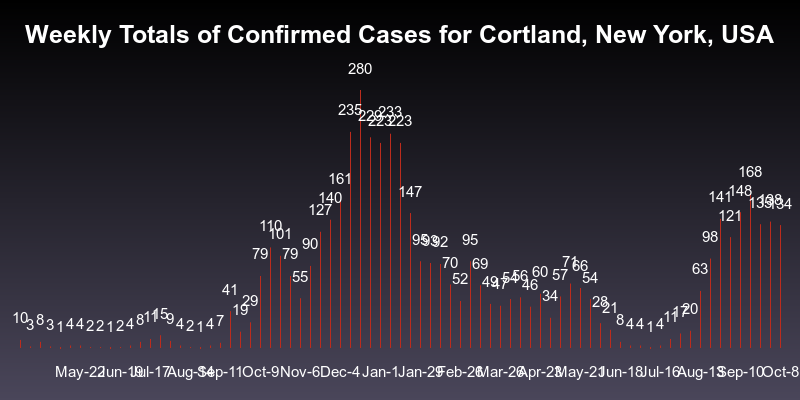 Weekly Totals of Confirmed Cases for Cortland, New York, USA
10 3 8 3 1 4 4 2 2 1 2 4 8 11 15 9 4 2 1 4 7 41 19 29 79 110 101 79 55 90 127 140 161 235 280 229 223 233 223 147 95 93 92 70 52 95 69 49 47 54 56 46 60 34 57 71 66 54 28 21 8 4 4 1 4 11 17 20 63 98 141 121 148 168 134
May-22 Jun-19 Jul-17 Aug-14 Sep-11 Oct-9 Nov-6 Dec-4 Jan-1 Jan-29 Feb-26 Mar-26 Apr-23 May-21 Jun-18 Jul-16 Aug-13 Sep-10 Oct-8